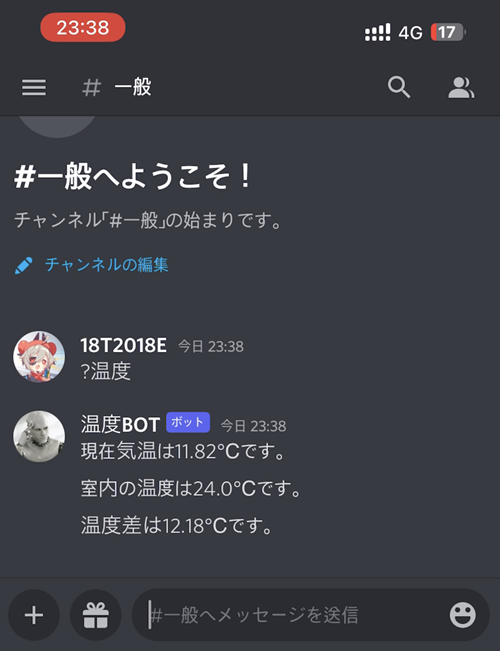 23:38
4G 17
# 一般
#一般へようこそ！
チャンネル「#一般」の始まりです。
チャンネルの編集
18T2018E 今日 23:38
?温度
温度BOT ボット 今日 23:38
現在気温は11.82℃です。
室内の温度は24.0℃です。
温度差は12.18℃です。
#一般へメッセージを送信